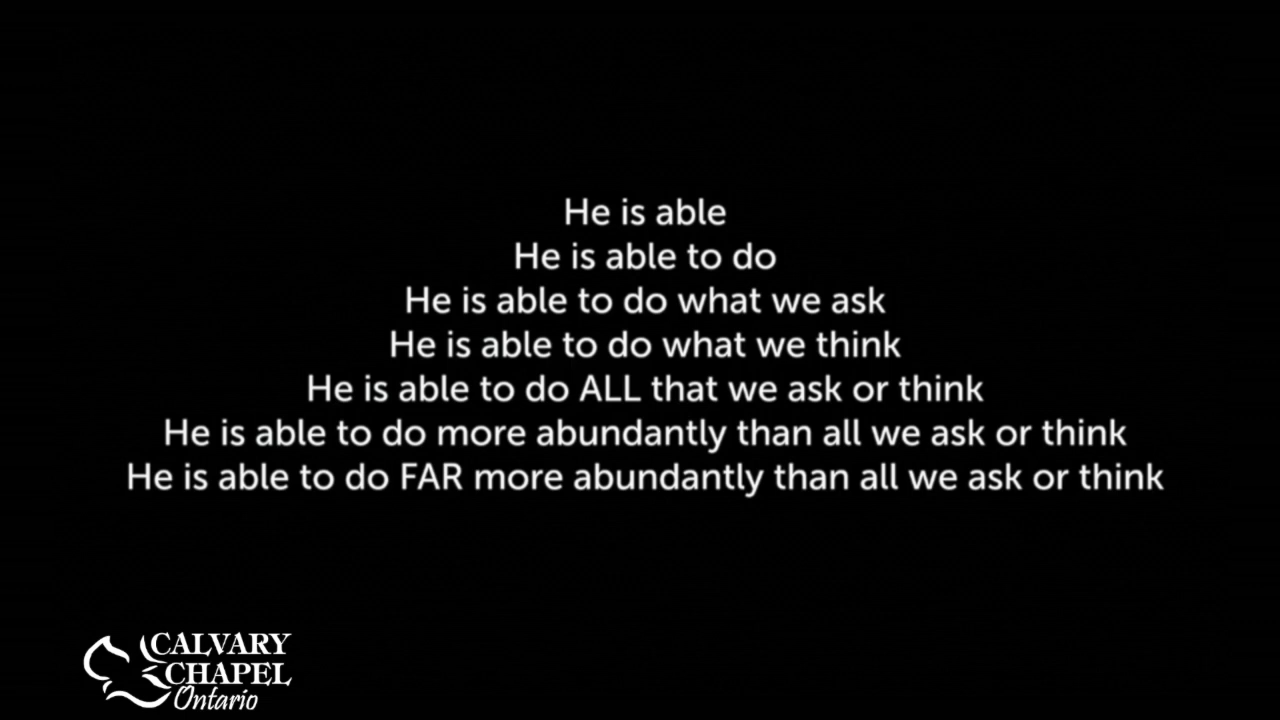 He is able
He is able to do
He is able to do what we ask
He is able to do what we think
He is able to do ALL that we ask or think
He is able to do more abundantly than all we ask or think
He is able to do FAR more abundantly than all we ask or think
CALVARY
CHAPEL
Ontario